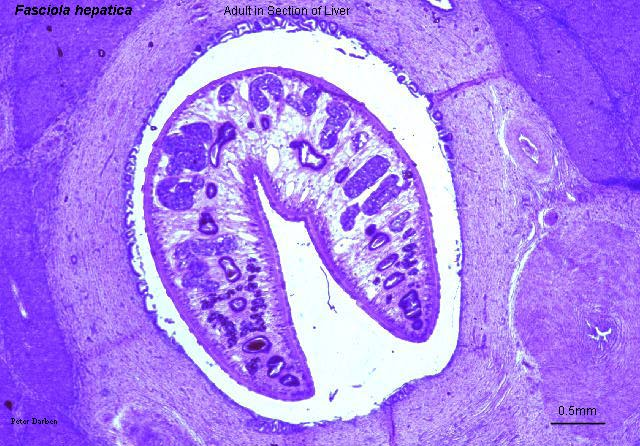 Fasciola hepatica
Adult in Section of Liver
0.5mm
Peter Darben